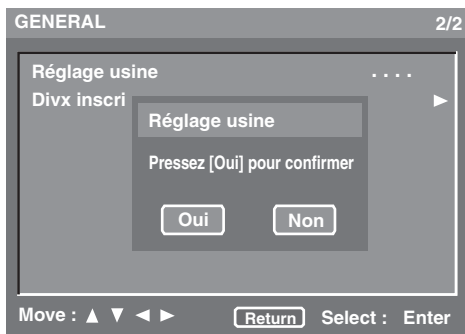 GENERAL 2/2
Réglage usine ....
Divx inscri ▶
Réglage usine
Pressez [Oui] pour confirmer
Oui Non
Move : ▲ ▼ ◄ ► Return Select : Enter